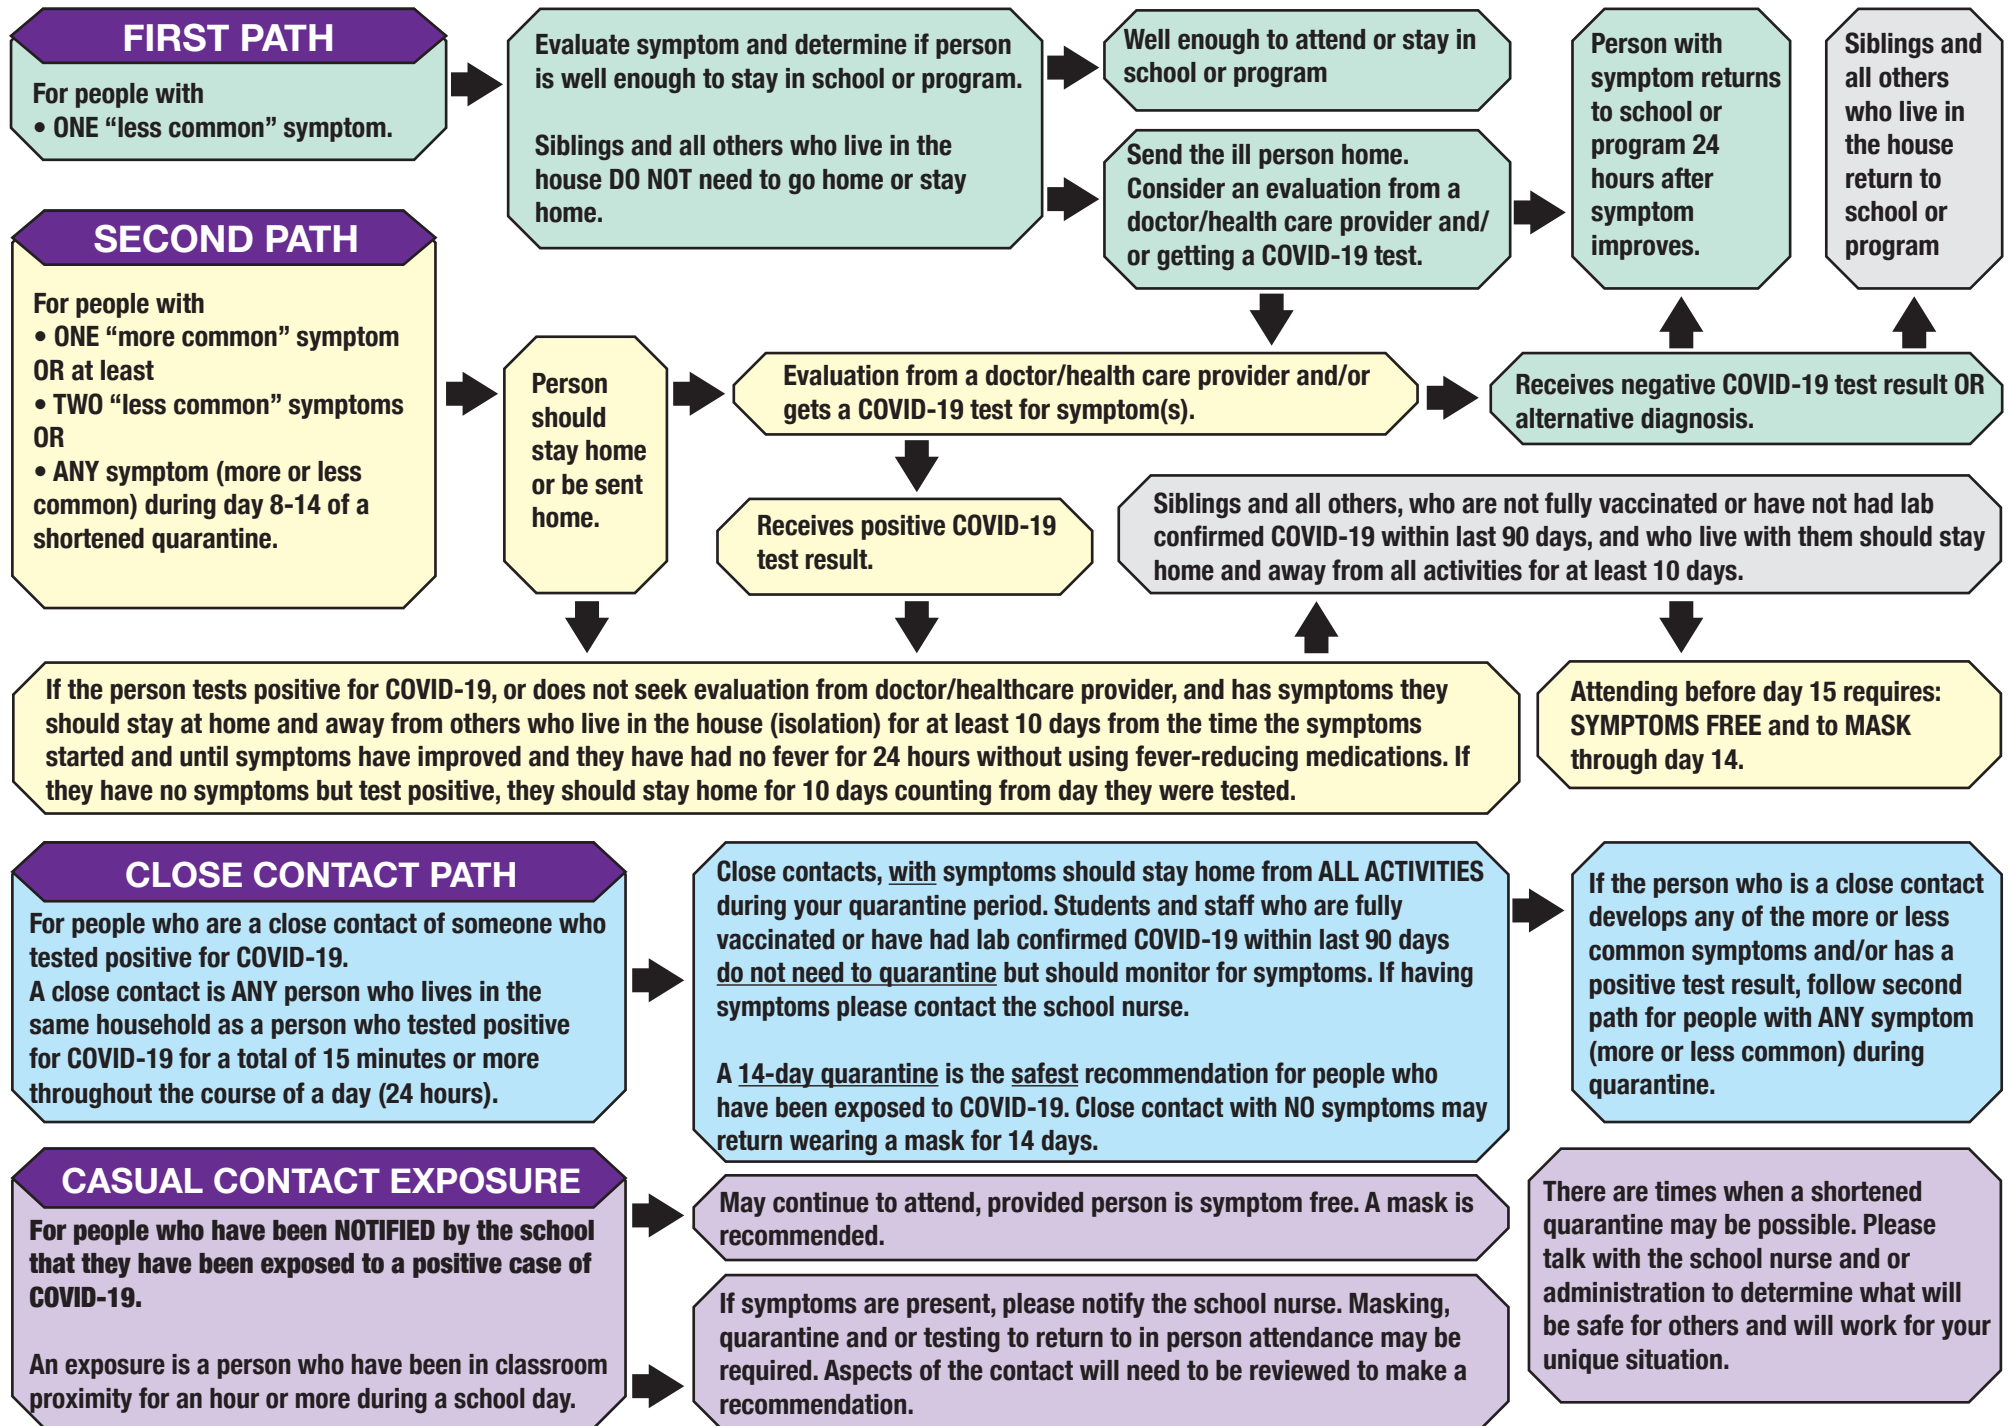 FIRST PATH
For people with
• ONE “less common” symptom.
Evaluate symptom and determine if person
is well enough to stay in school or program.
Siblings and all others who live in the
house DO NOT need to go home or stay
home.
Well enough to attend or stay in
school or program
Send the ill person home.
Consider an evaluation from a
doctor/health care provider and/
or getting a COVID-19 test.
Person with
symptom returns
to school or
program 24
hours after
symptom
improves.
Siblings and
all others
who live in
the house
return to
school or
program
SECOND PATH
For people with
• ONE “more common” symptom
OR at least
• TWO “less common” symptoms
OR
• ANY symptom (more or less
common) during day 8-14 of a
shortened quarantine.
Person
should
stay home
or be sent
home.
Evaluation from a doctor/health care provider and/or
gets a COVID-19 test for symptom(s).
Receives negative COVID-19 test result OR
alternative diagnosis.
Receives positive COVID-19
test result.
Siblings and all others, who are not fully vaccinated or have not had lab
confirmed COVID-19 within last 90 days, and who live with them should stay
home and away from all activities for at least 10 days.
If the person tests positive for COVID-19, or does not seek evaluation from doctor/healthcare provider, and has symptoms they
should stay at home and away from others who live in the house (isolation) for at least 10 days from the time the symptoms
started and until symptoms have improved and they have had no fever for 24 hours without using fever-reducing medications. If
they have no symptoms but test positive, they should stay home for 10 days counting from day they were tested.
Attending before day 15 requires:
SYMPTOMS FREE and to MASK
through day 14.
CLOSE CONTACT PATH
For people who are a close contact of someone who
tested positive for COVID-19.
A close contact is ANY person who lives in the
same household as a person who tested positive
for COVID-19 for a total of 15 minutes or more
throughout the course of a day (24 hours).
Close contacts, with symptoms should stay home from ALL ACTIVITIES
during your quarantine period. Students and staff who are fully
vaccinated or have had lab confirmed COVID-19 within last 90 days
do not need to quarantine but should monitor for symptoms. If having
symptoms please contact the school nurse.
A 14-day quarantine is the safest recommendation for people who
have been exposed to COVID-19. Close contact with NO symptoms may
return wearing a mask for 14 days.
If the person who is a close contact
develops any of the more or less
common symptoms and/or has a
positive test result, follow second
path for people with ANY symptom
(more or less common) during
quarantine.
CASUAL CONTACT EXPOSURE
For people who have been NOTIFIED by the school
that they have been exposed to a positive case of
COVID-19.
An exposure is a person who have been in classroom
proximity for an hour or more during a school day.
May continue to attend, provided person is symptom free. A mask is
recommended.
If symptoms are present, please notify the school nurse. Masking,
quarantine and or testing to return to in person attendance may be
required. Aspects of the contact will need to be reviewed to make a
recommendation.
There are times when a shortened
quarantine may be possible. Please
talk with the school nurse and or
administration to determine what will
be safe for others and will work for your
unique situation.